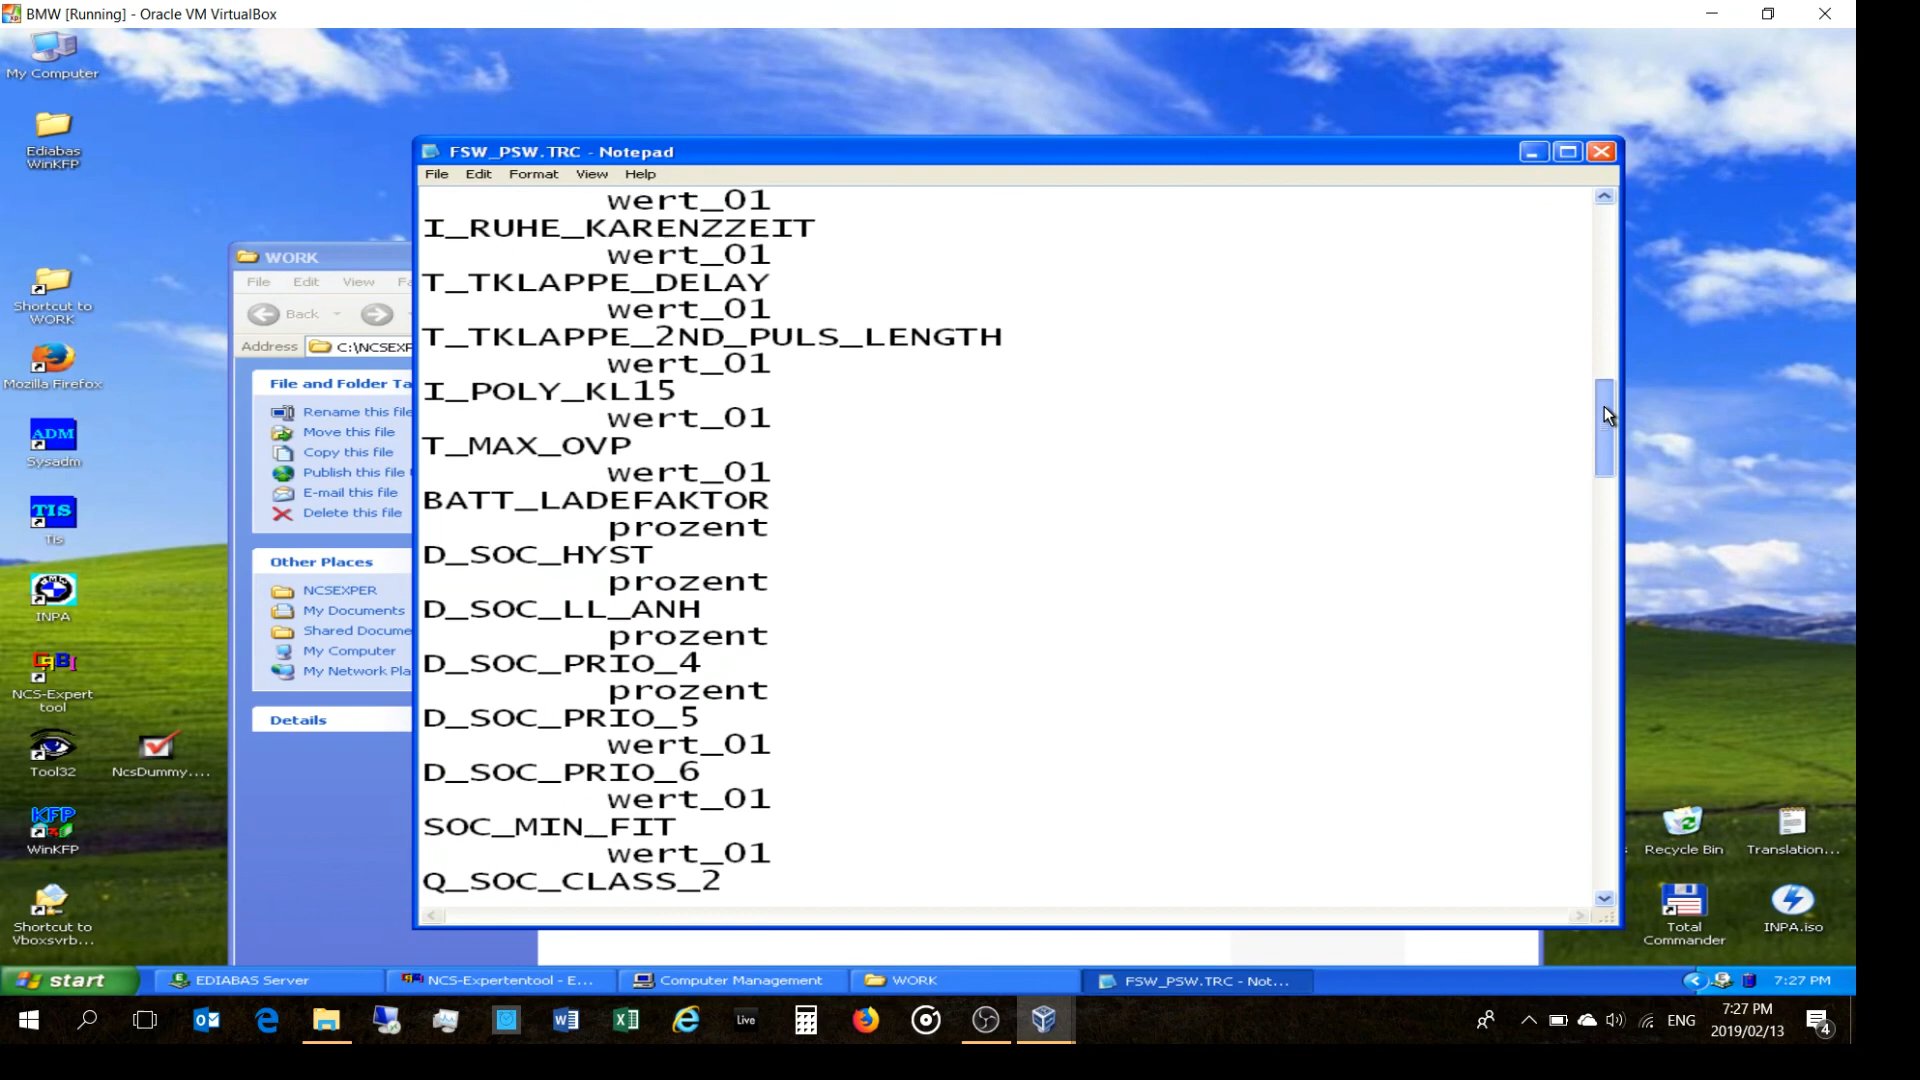 BMW [Running] - Oracle VM VirtualBox
My Computer
Ediabas
WinKFP
Shortcut to
WORK
Mozilla Firefox
ADM
Sysadm
TIS
Tis
INPA
NCS-Expert
tool
Tool32
NcsDummy....
KFP
WinKFP
Shortcut to
Vboxsvrb...
WORK
File Edit View
Back
Address C:\NCSEXP
File and Folder Ta
Rename this file
Move this file
Copy this file
Publish this file
E-mail this file
Delete this file
Other Places
NCSEXPER
My Documents
Shared Docume
My Computer
My Network Pla
Details
FSW_PSW.TRC - Notepad
File Edit Format View Help
wert_01
I_RUHE_KARENZZEIT
wert_01
T_TKLAPPE_DELAY
wert_01
T_TKLAPPE_2ND_PULS_LENGTH
wert_01
I_POLY_KL15
wert_01
T_MAX_OVP
wert_01
BATT_LADEFAKTOR
prozent
D_SOC_HYST
prozent
D_SOC_LL_ANH
prozent
D_SOC_PRIO_4
prozent
D_SOC_PRIO_5
wert_01
D_SOC_PRIO_6
wert_01
SOC_MIN_FIT
wert_01
Q_SOC_CLASS_2
Recycle Bin
Translation...
Total
Commander
INPA.iso
start
EDIABAS Server
NCS-Expertentool - E...
Computer Management
WORK
FSW_PSW.TRC - Not...
7:27 PM
Live
ENG
7:27 PM
2019/02/13
4